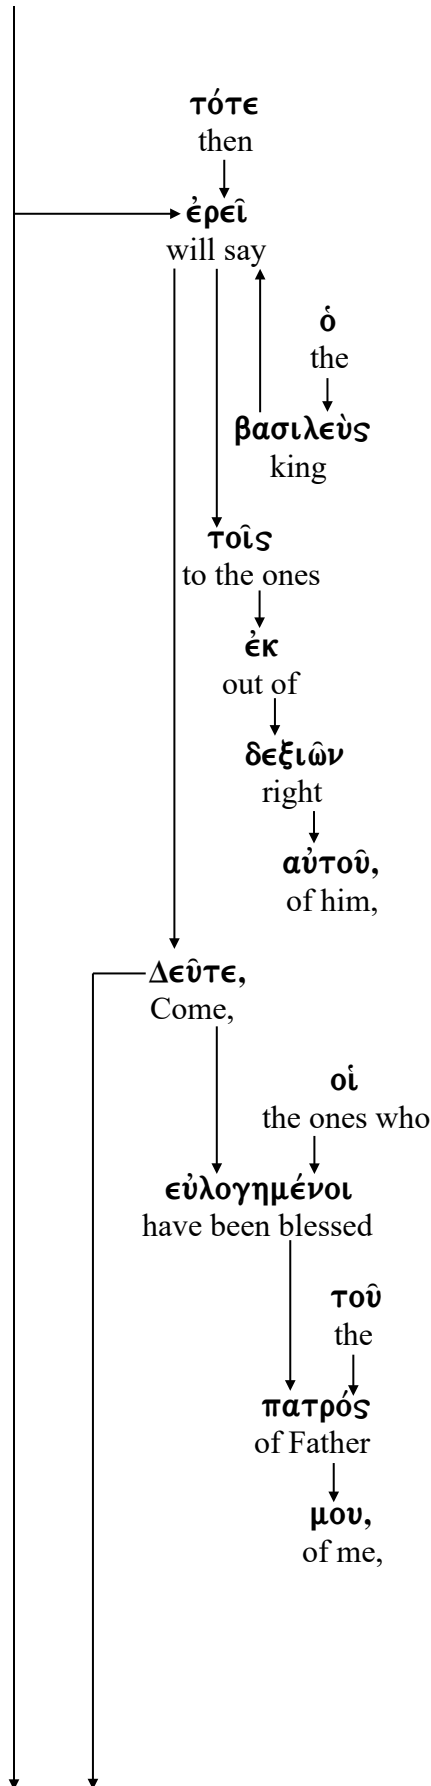 τότε
then
ἐρεῖ
will say
ὁ
the
βασιλεὺς
king
τοῖς
to the ones
ἐκ
out of
δεξιῶν
right
αὐτοῦ,
of him,
Δεῦτε,
Come,
οἱ
the ones who
εὐλογημένοι
have been blessed
τοῦ
the
πατρός
of Father
μου,
of me,